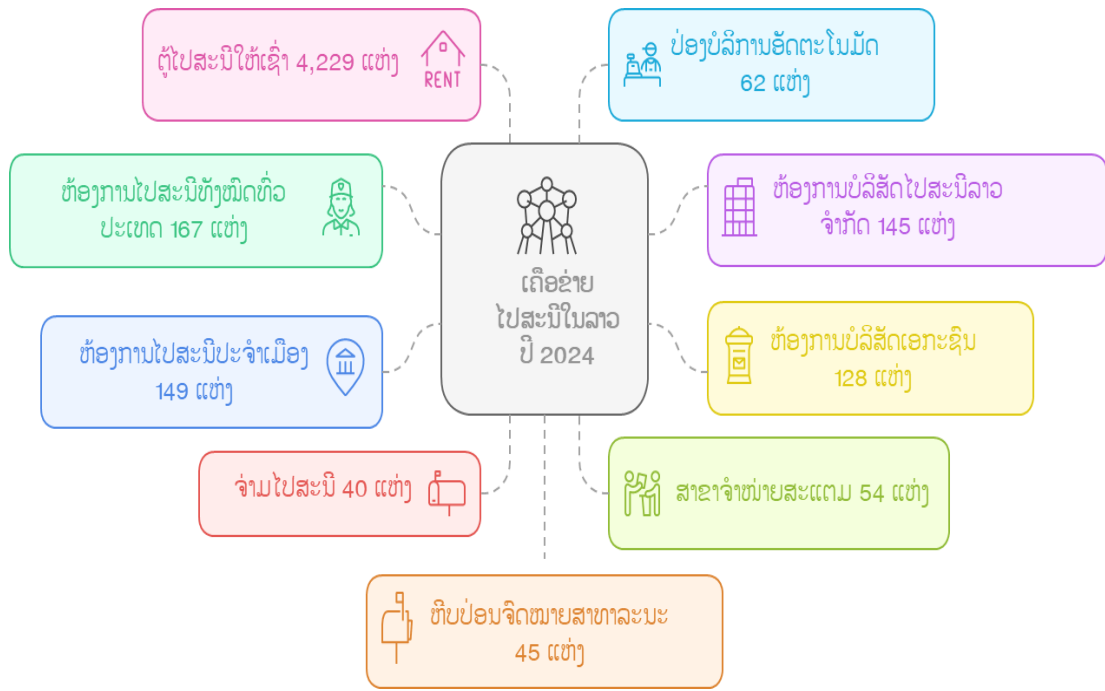 ຕູ້ໄປສະນີໃຫ້ເຊົ່າ 4,229 ແຫ່ງ
RENT
ປ່ອງບໍລິການອັດຕະໂນມັດ
62 ແຫ່ງ
ຫ້ອງການໄປສະນີທັງໝົດທົ່ວ
ປະເທດ 167 ແຫ່ງ
ຫ້ອງການບໍລິສັດໄປສະນີລາວ
ຈຳກັດ 145 ແຫ່ງ
ເຄືອຂ່າຍ
ໄປສະນີໃນລາວ
ປີ 2024
ຫ້ອງການໄປສະນີປະຈຳເມືອງ
149 ແຫ່ງ
ຫ້ອງການບໍລິສັດເອກະຊົນ
128 ແຫ່ງ
ຈ່າມໄປສະນີ 40 ແຫ່ງ
ສາຂາຈຳໜ່າຍສະແຕມ 54 ແຫ່ງ
ຫີບປ່ອນຈົດໝາຍສາທາລະນະ
45 ແຫ່ງ